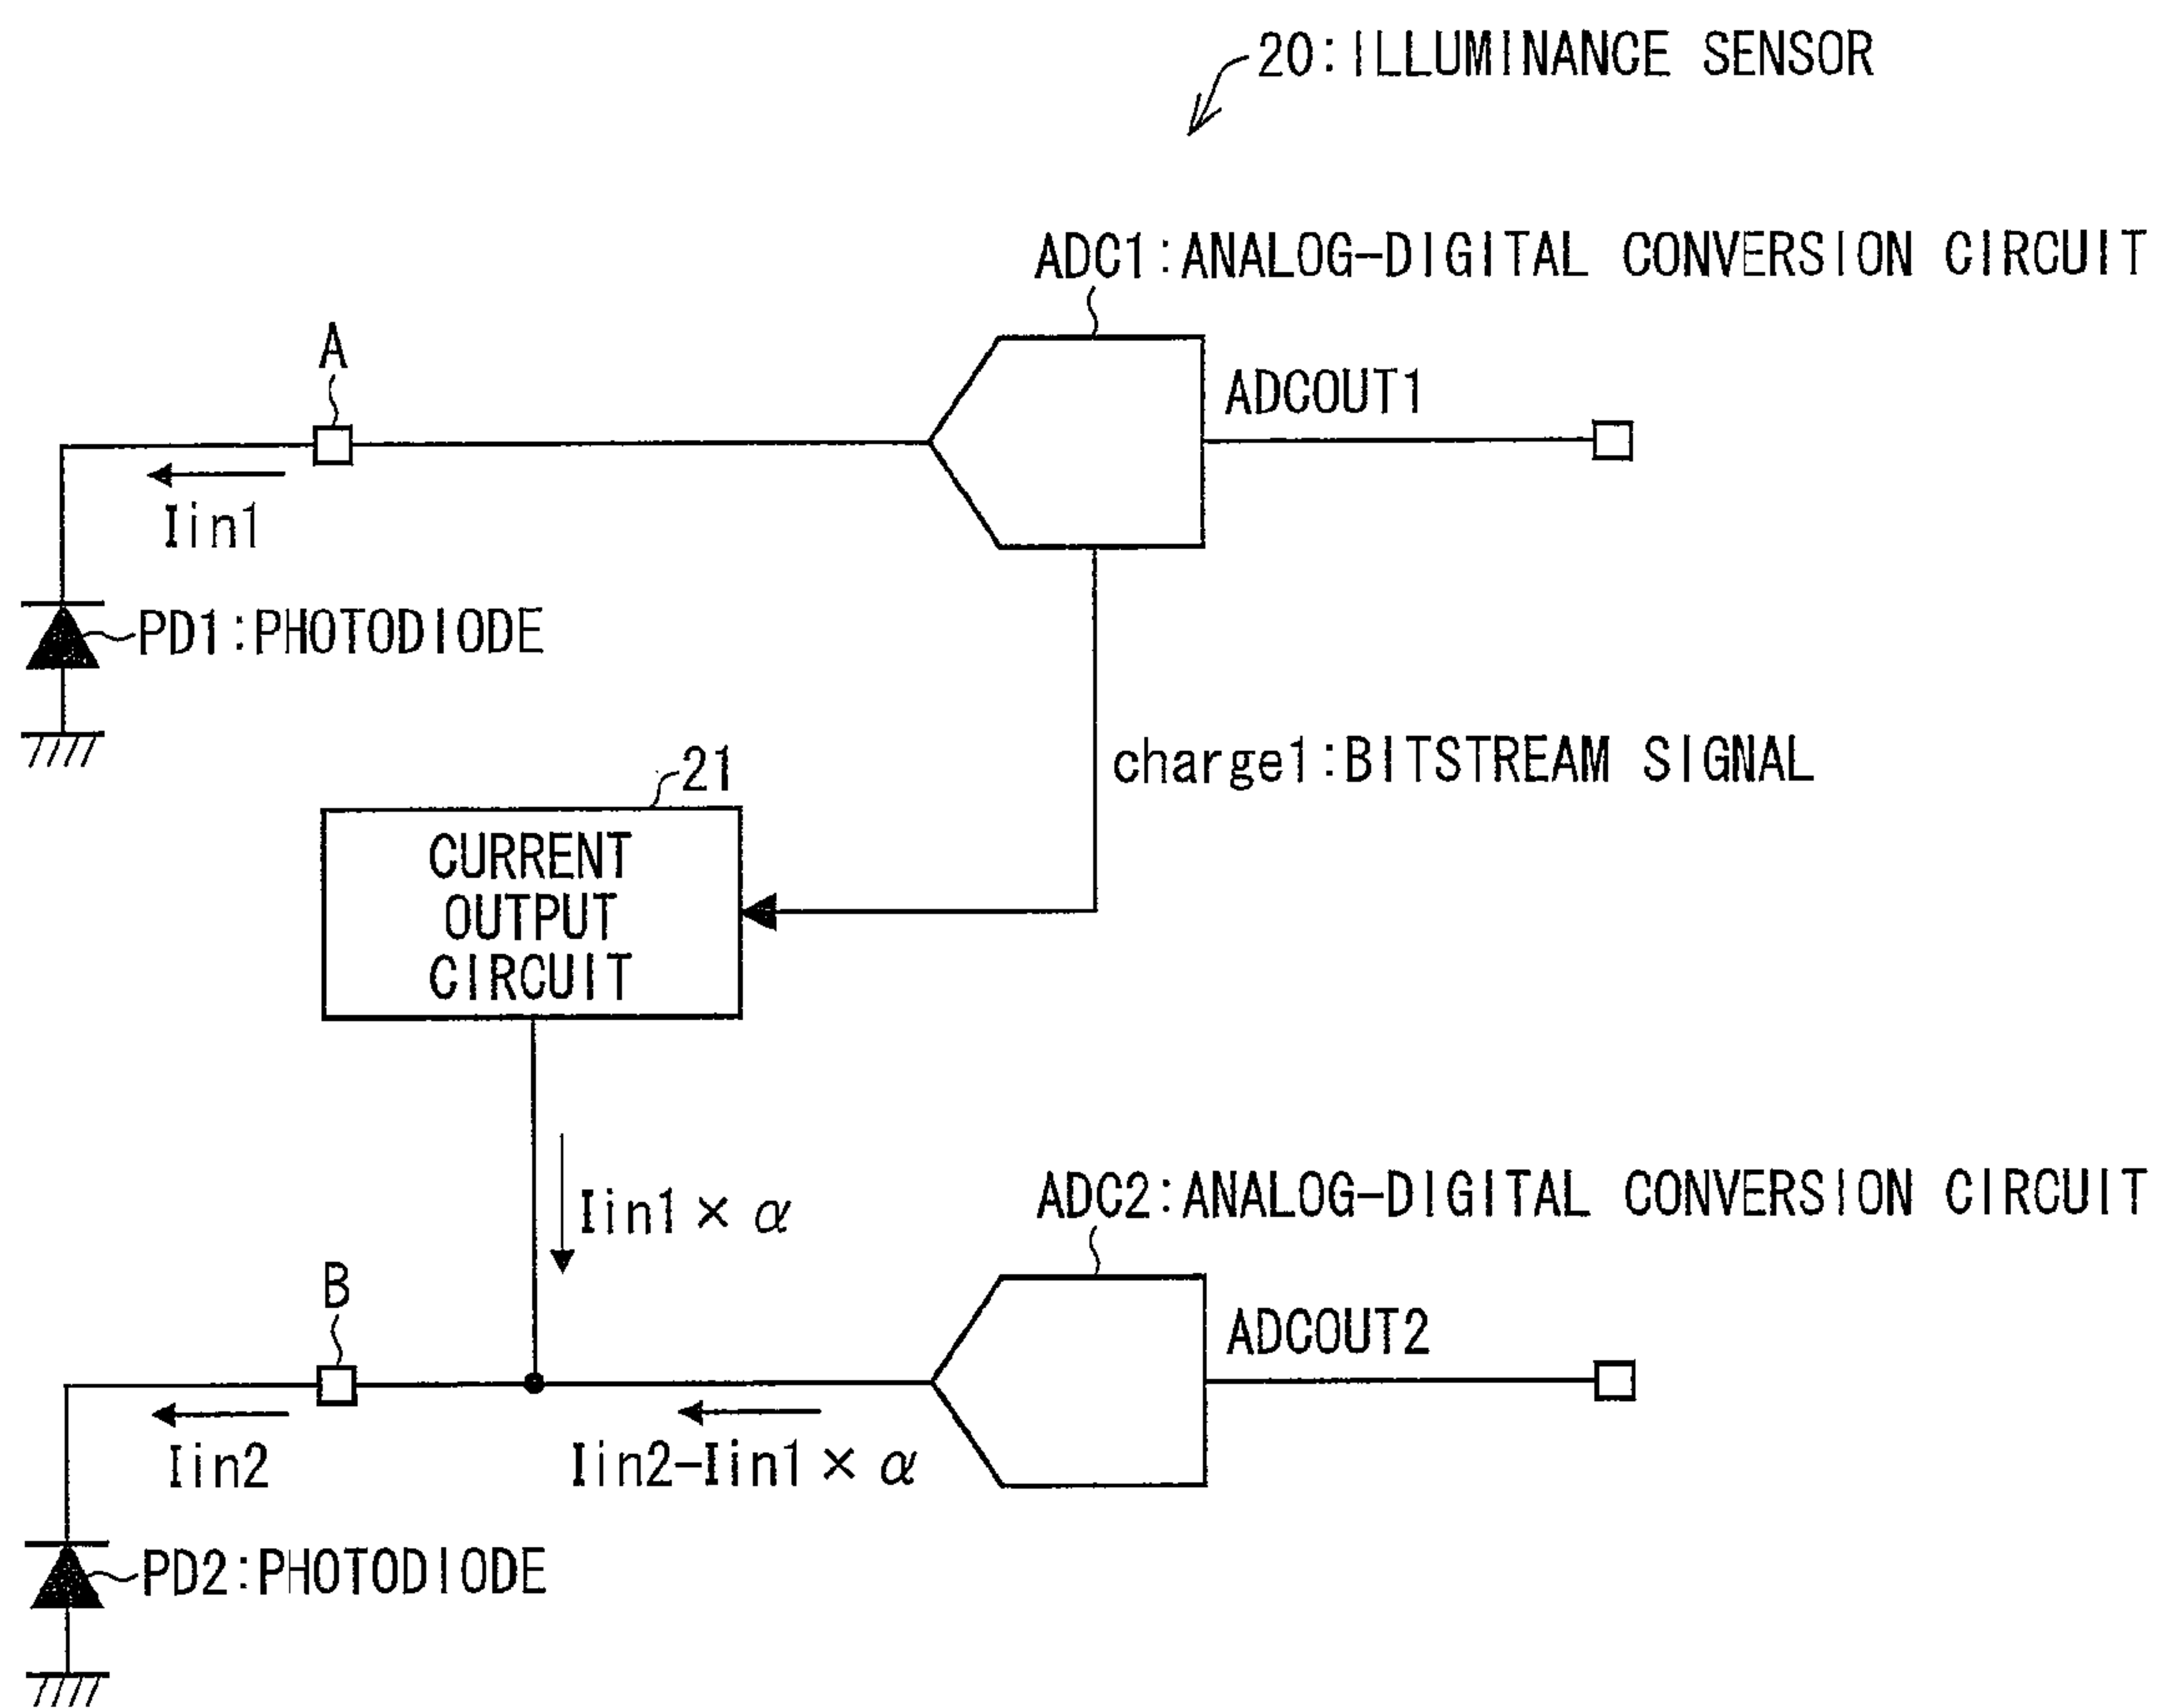 20:ILLUMINANCE SENSOR
ADC1:ANALOG-DIGITAL CONVERSION CIRCUIT
A
ADCOUT1
Iin1
PD1:PHOTODIODE
charge1:BITSTREAM SIGNAL
21
CURRENT
OUTPUT
CIRCUIT
Iin1×α
ADC2:ANALOG-DIGITAL CONVERSION CIRCUIT
B
ADCOUT2
Iin2
Iin2-Iin1×α
PD2:PHOTODIODE